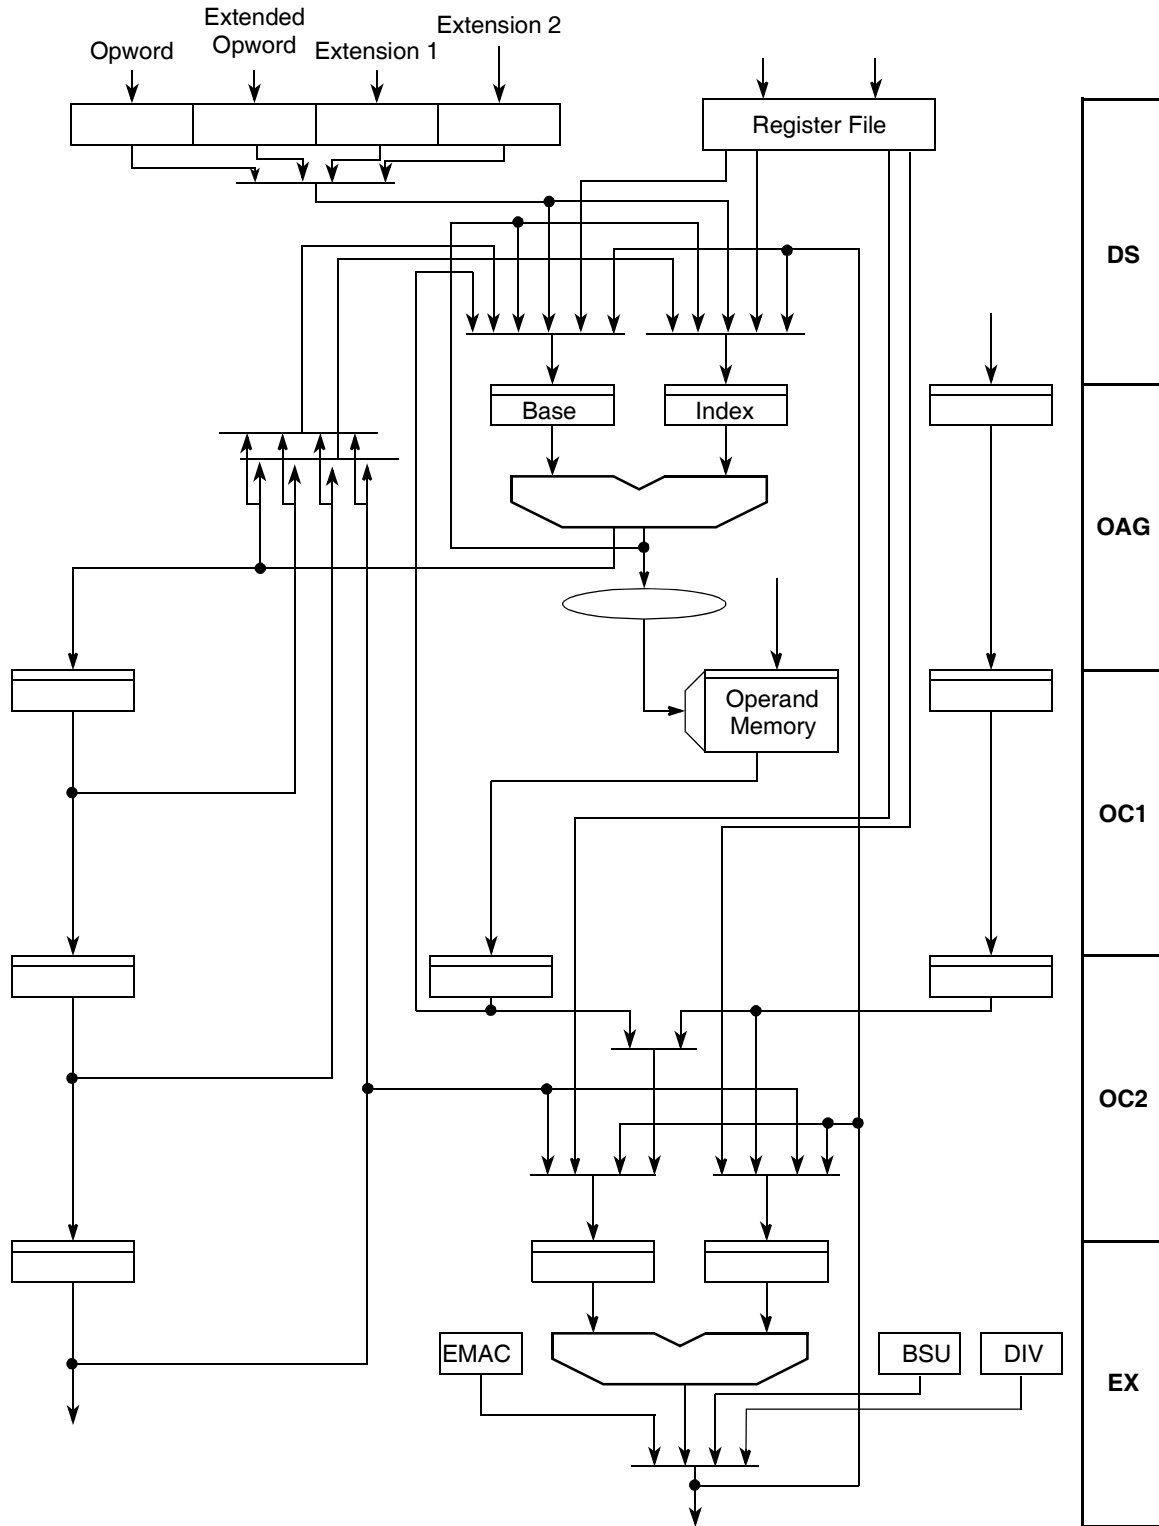 Opword
Extended
Opword
Extension 1
Extension 2
Register File
DS
Base
Index
OAG
Operand
Memory
OC1
OC2
EMAC
BSU
DIV
EX